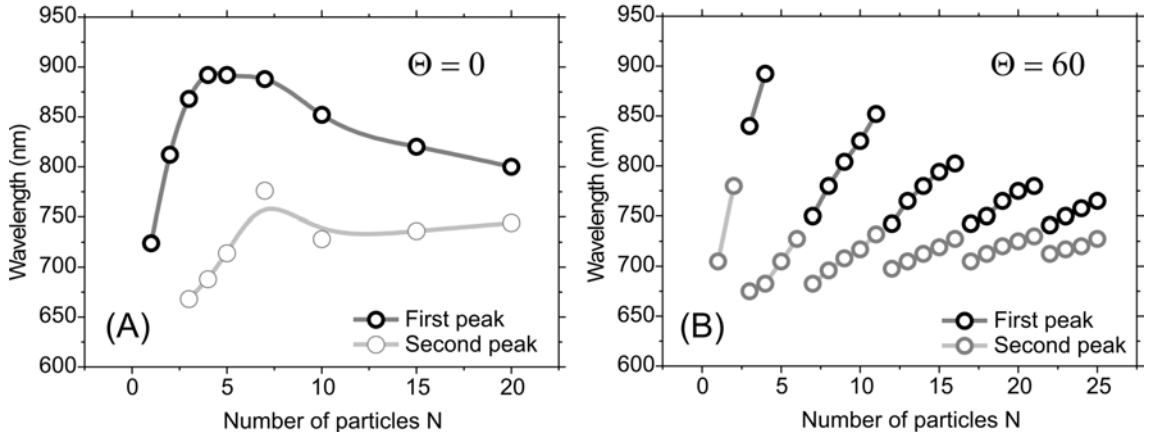 950
900
850
800
750
700
650
600
Wavelength (nm)
Θ = 0
(A)
First peak
Second peak
0 5 10 15 20
Number of particles N
950
900
850
800
750
700
650
600
Wavelength (nm)
Θ = 60
(B)
First peak
Second peak
0 5 10 15 20 25
Number of particles N